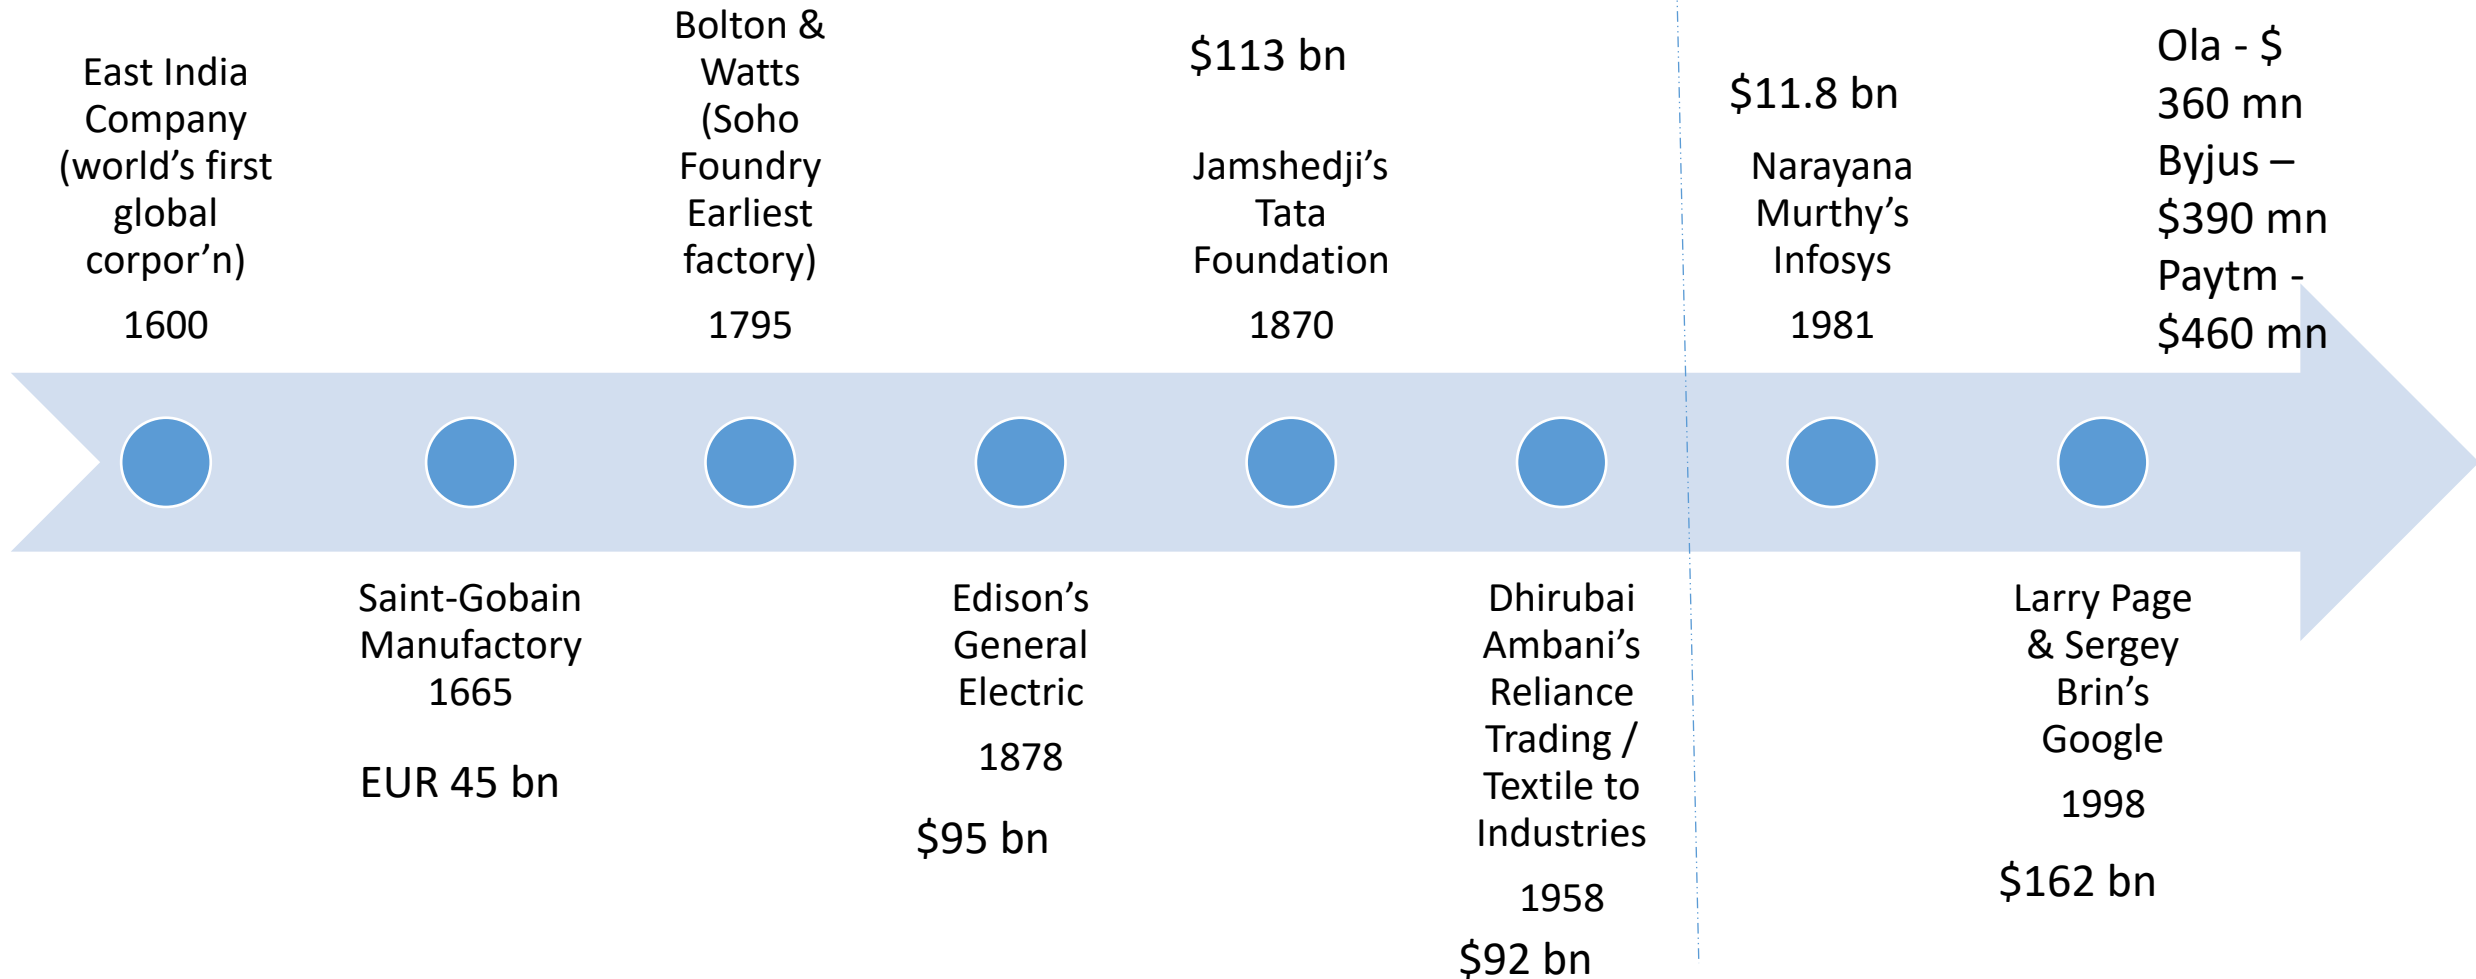 East India
Company
(world’s first
global
corpor’n)
1600
Saint-Gobain
Manufactory
1665
EUR 45 bn
Bolton &
Watts
(Soho
Foundry
Earliest
factory)
1795
Edison’s
General
Electric
1878
$95 bn
$113 bn
Jamshedji’s
Tata
Foundation
1870
Dhirubai
Ambani’s
Reliance
Trading /
Textile to
Industries
1958
$92 bn
$11.8 bn
Narayana
Murthy’s
Infosys
1981
Larry Page
& Sergey
Brin’s
Google
1998
$162 bn
Ola - $
360 mn
Byjus –
$390 mn
Paytm -
$460 mn